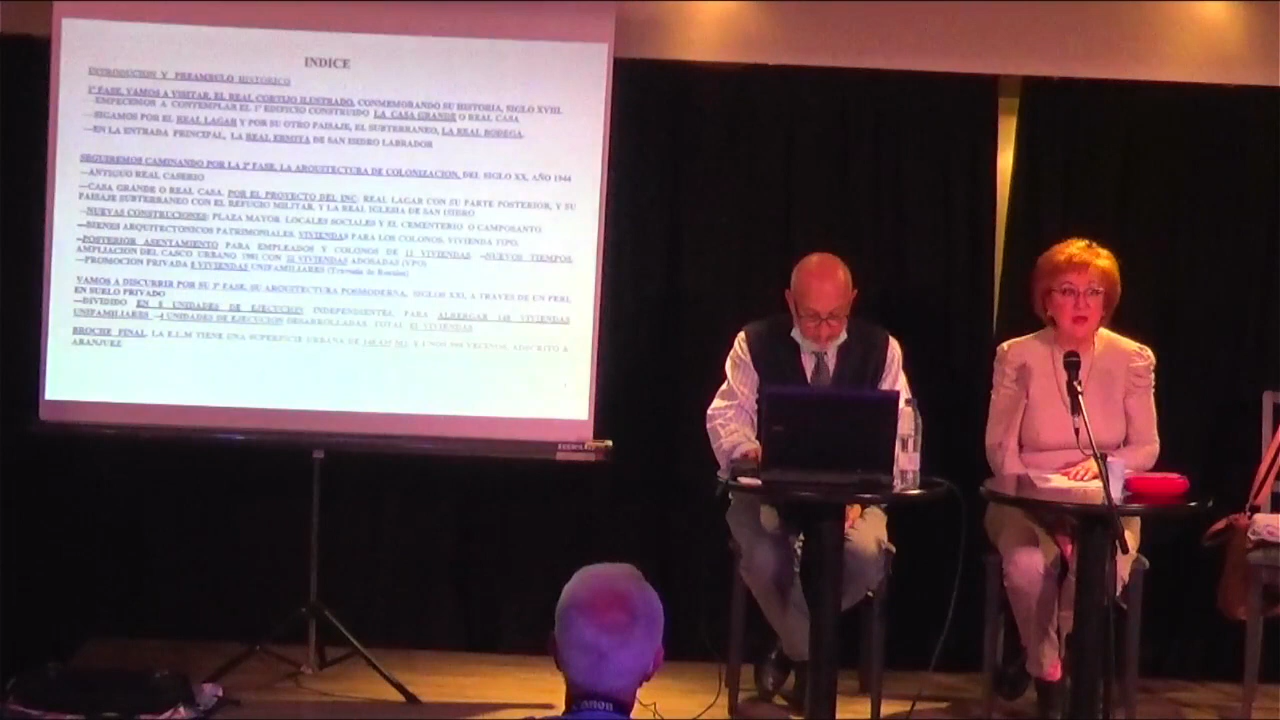 INDICE
INTRODUCION Y PREAMBULO HISTORICO
1ª FASE, VAMOS A VISITAR, EL REAL CORTIJO ILUSTRADO, CONMEMORANDO SU HISTORIA, SIGLO XVIII.
—EMPECEMOS A CONTEMPLAR EL 1º EDIFICIO CONSTRUIDO LA CASA GRANDE O REAL CASA
—SIGAMOS POR EL REAL LAGAR Y POR SU OTRO PAISAJE, EL SUBTERRANEO, LA REAL BODEGA.
—EN LA ENTRADA PRINCIPAL, LA REAL ERMITA DE SAN ISIDRO LABRADOR
SEGUIREMOS CAMINANDO POR LA 2ª FASE, LA ARQUITECTURA DE COLONIZACION, DEL SIGLO XX, AÑO 1944
—ANTIGUO REAL CASERIO
—CASA GRANDE O REAL CASA, POR EL PROYECTO DEL INC: REAL LAGAR CON SU PARTE POSTERIOR, Y SU
PAISAJE SUBTERRANEO CON EL REFUGIO MILITAR, Y LA REAL IGLESIA DE SAN ISIDRO
—NUEVAS CONSTRUCIONES: PLAZA MAYOR, LOCALES SOCIALES Y EL CEMENTERIO O CAMPOSANTO.
—BIENES ARQUITECTONICOS PATRIMONIALES, VIVIENDAS PARA LOS COLONOS, VIVIENDA TIPO,
—POSTERIOR ASENTAMIENTO PARA EMPLEADOS Y COLONOS DE 12 VIVIENDAS. —NUEVOS TIEMPOS,
AMPLIACION DEL CASCO URBANO 1981 CON 32 VIVIENDAS ADOSADAS (VPO)
—PROMOCION PRIVADA 8 VIVIENDAS UNIFAMILIARES
VAMOS A DISCURRIR POR SU 3ª FASE, SU ARQUITECTURA POSMODERNA, SIGLOS XXI, A TRAVES DE UN PERI,
EN SUELO PRIVADO
—DIVIDIDO EN 8 UNIDADES DE EJECUCION INDEPENDIENTES, PARA ALBERGAR 148 VIVIENDAS
UNIFAMILIARES —4 UNIDADES DE EJECUCION DESARROLLADAS, TOTAL VIVIENDAS
BROCHE FINAL, LA E.L.M TIENE UNA SUPERFICIE URBANA DE VECINOS, ADSCRITO A
ARANJUEZ
Canon